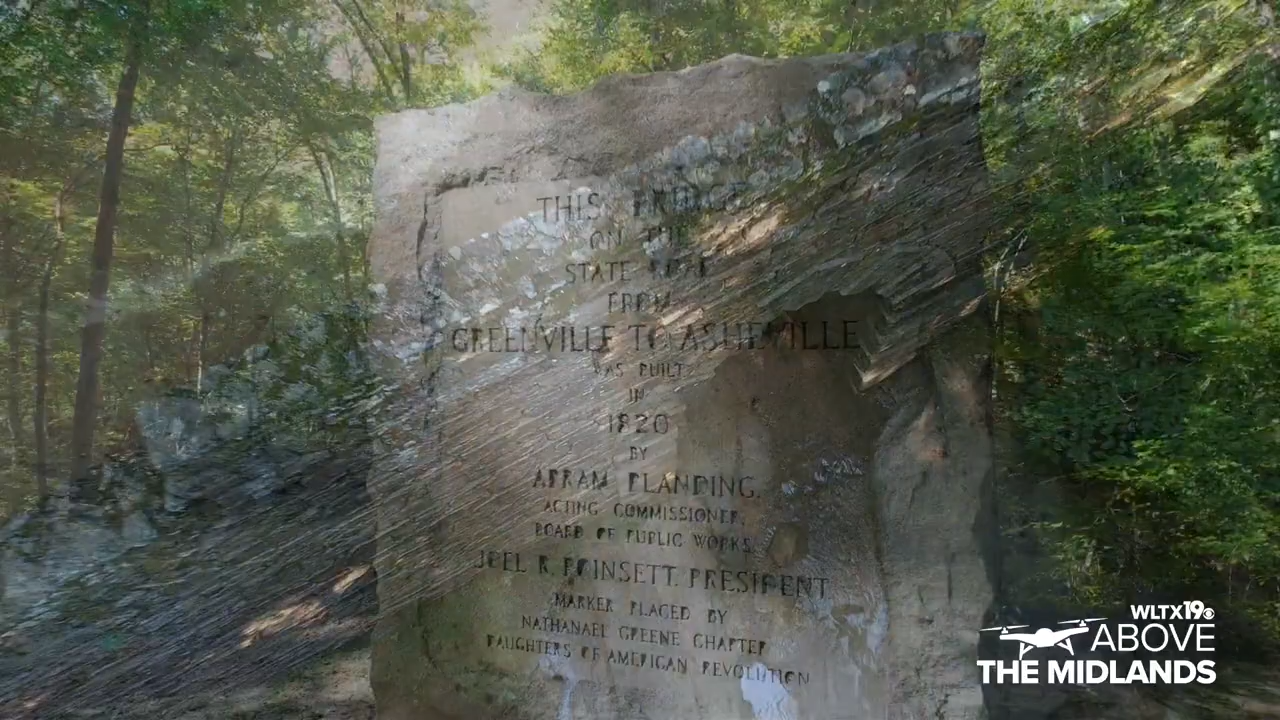 THIS BRIDGE
ON THE
STATE ROAD
FROM
GREENVILLE TO ASHEVILLE
WAS BUILT
IN
1820
BY
ABRAM BLANDING,
ACTING COMMISSIONER,
BOARD OF PUBLIC WORKS.
JOEL R. POINSETT, PRESIDENT
MARKER PLACED BY
NATHANAEL GREENE CHAPTER
DAUGHTERS OF AMERICAN REVOLUTION
WLTX19
ABOVE
THE MIDLANDS